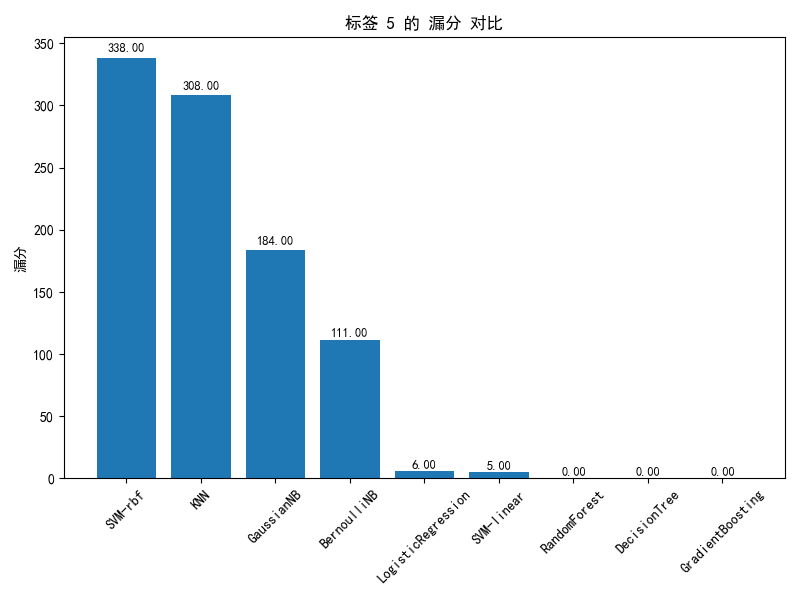 标签 5 的 漏分 对比
漏分
350
300
250
200
150
100
50
0
338.00
308.00
184.00
111.00
6.00
5.00
0.00
0.00
0.00
SVM-rbf
KNN
GaussianNB
BernoulliNB
LogisticRegression
SVM-linear
RandomForest
DecisionTree
GradientBoosting